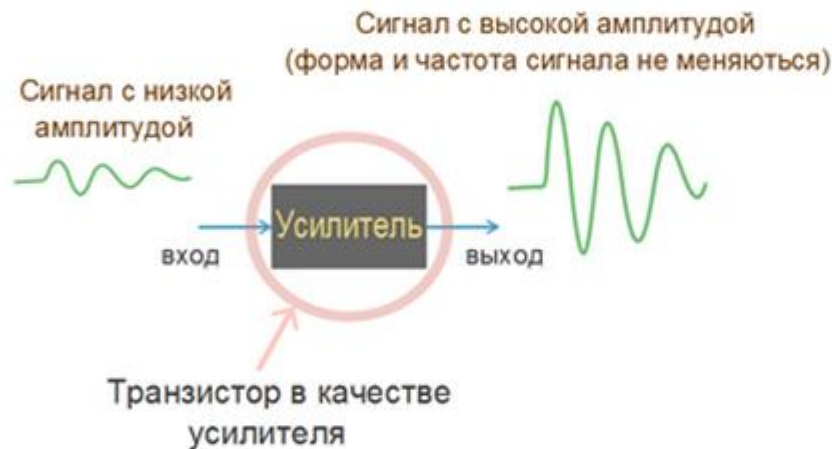 Сигнал с высокой амплитудой
(форма и частота сигнала не меняються)
Сигнал с низкой
амплитудой
Усилитель
вход
выход
Транзистор в качестве
усилителя